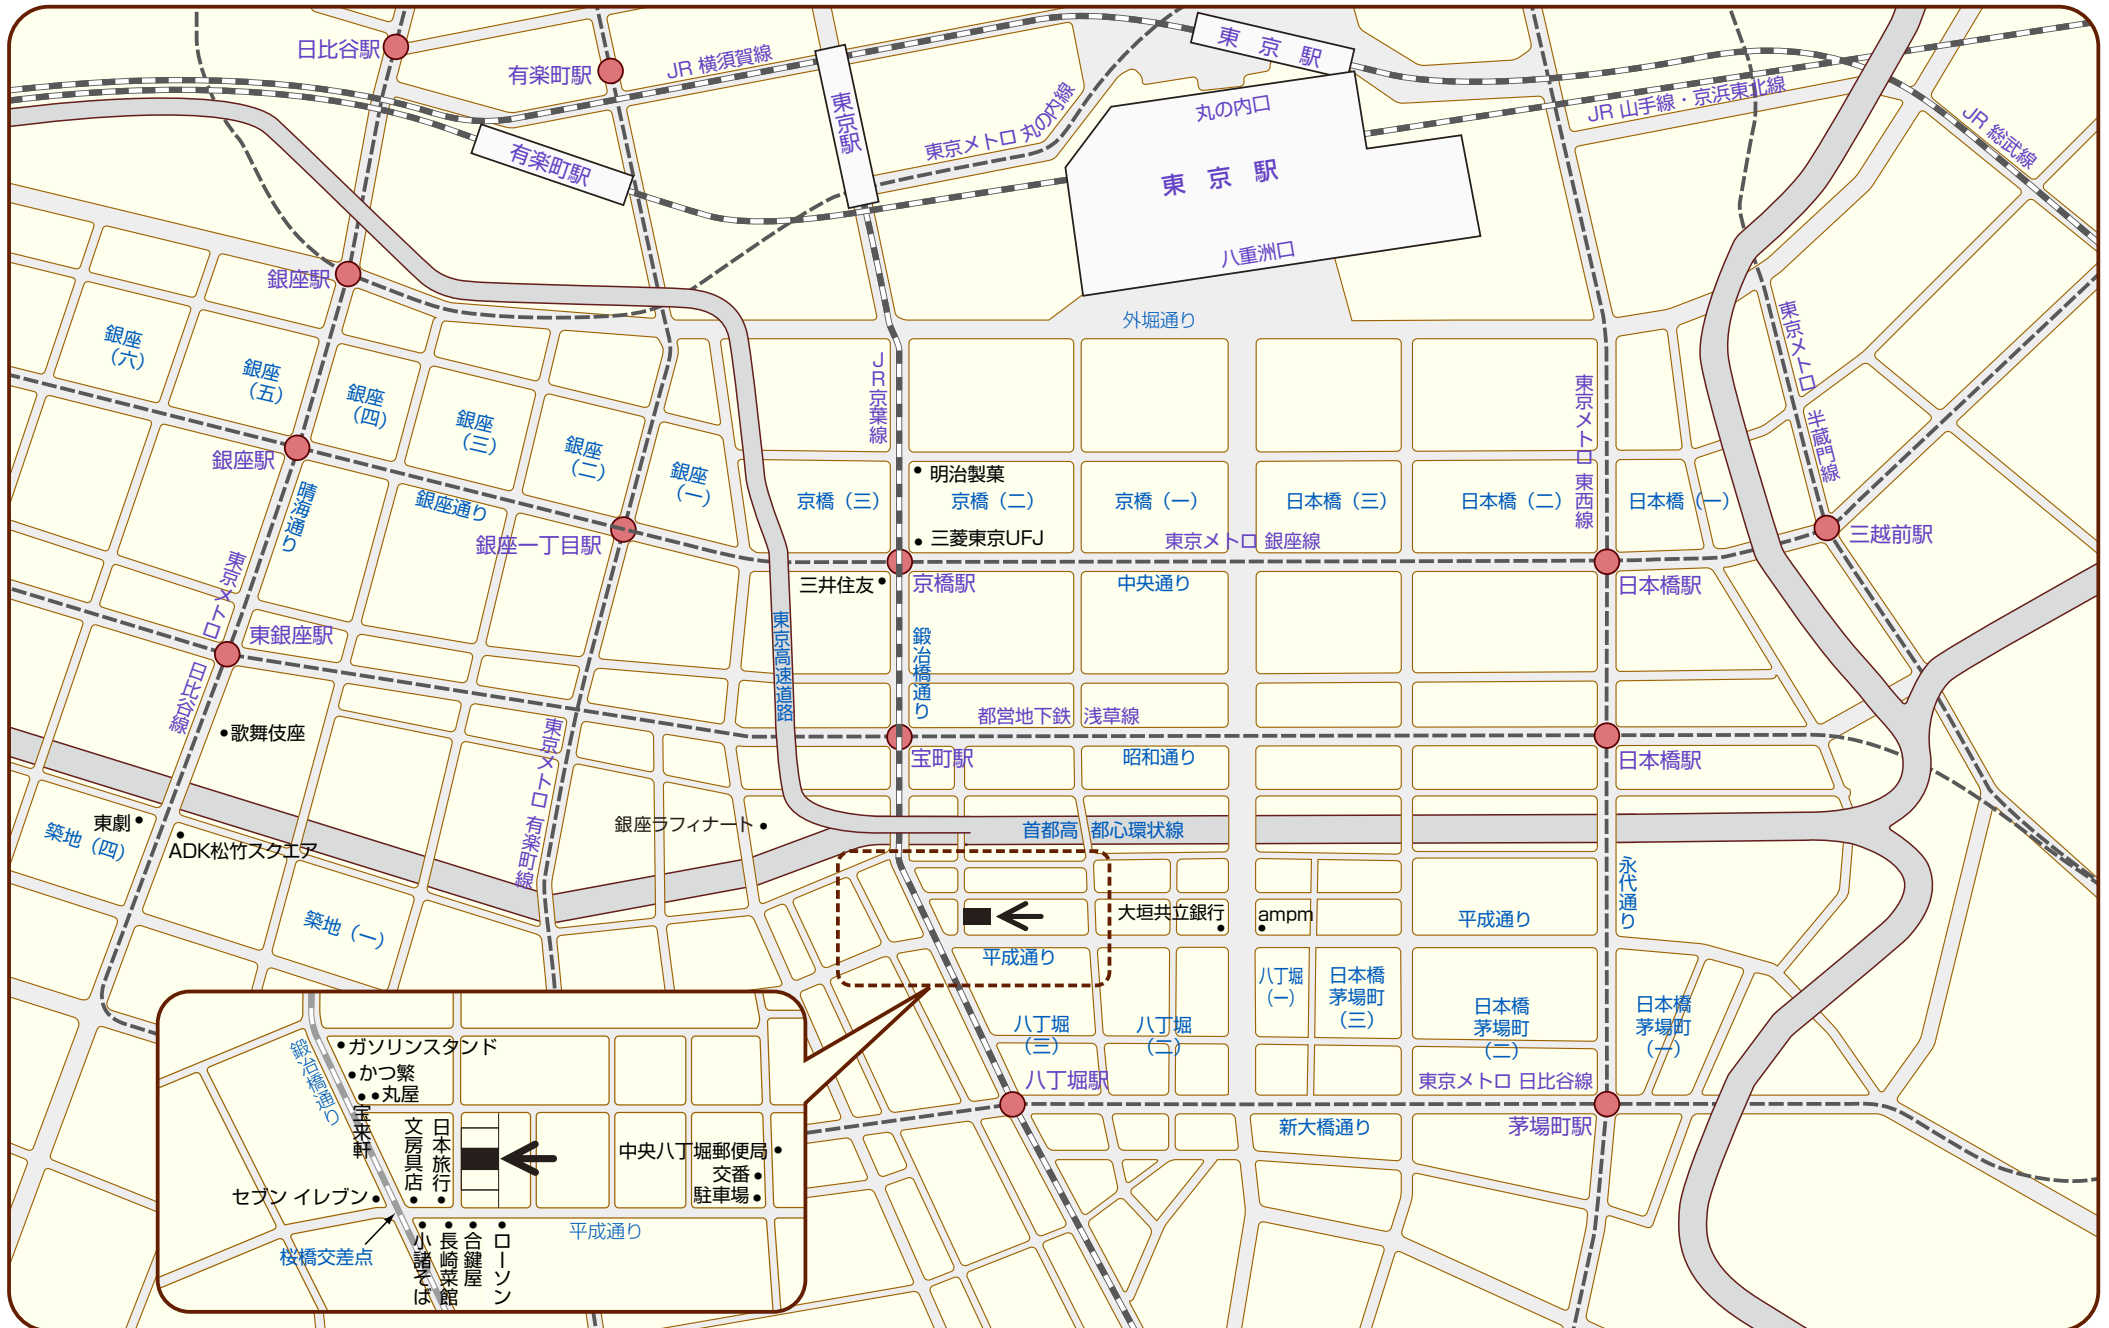 日比谷駅
有楽町駅
JR 横須賀線
東京駅
東 京 駅
有楽町駅
東京メトロ 丸の内線
丸の内口
東 京 駅
八重洲口
JR 山手線・京浜東北線
JR 総武線
銀座駅
外堀通り
銀座
（六）
銀座
（五）
銀座
（四）
銀座
（三）
銀座
（二）
銀座
（一）
JR京葉線
東京メトロ 東西線
東京メトロ 半蔵門線
銀座駅
晴海通り
銀座通り
銀座一丁目駅
明治製菓
京橋（三）
京橋（二）
京橋（一）
日本橋（三）
日本橋（二）
日本橋（一）
三菱東京UFJ
東京メトロ 銀座線
三越前駅
三井住友
京橋駅
中央通り
日本橋駅
東京メトロ 日比谷線
東銀座駅
東京高速道路
鍛冶橋通り
歌舞伎座
東京メトロ 有楽町線
都営地下鉄 浅草線
宝町駅
昭和通り
日本橋駅
東劇
築地（四）
ADK松竹スクエア
銀座ラフィナート
首都高 都心環状線
築地（一）
大垣共立銀行
ampm
平成通り
永代通り
平成通り
八丁堀
（三）
八丁堀
（二）
八丁堀
（一）
日本橋
茅場町
（三）
日本橋
茅場町
（二）
日本橋
茅場町
（一）
八丁堀駅
東京メトロ 日比谷線
新大橋通り
茅場町駅
鍛冶橋通り
ガソリンスタンド
かつ繁
丸屋
宝来軒
文房具店
日本旅行
中央八丁堀郵便局
交番
駐車場
セブン イレブン
平成通り
桜橋交差点
小諸そば
長崎菜館
合鍵屋
ローソン